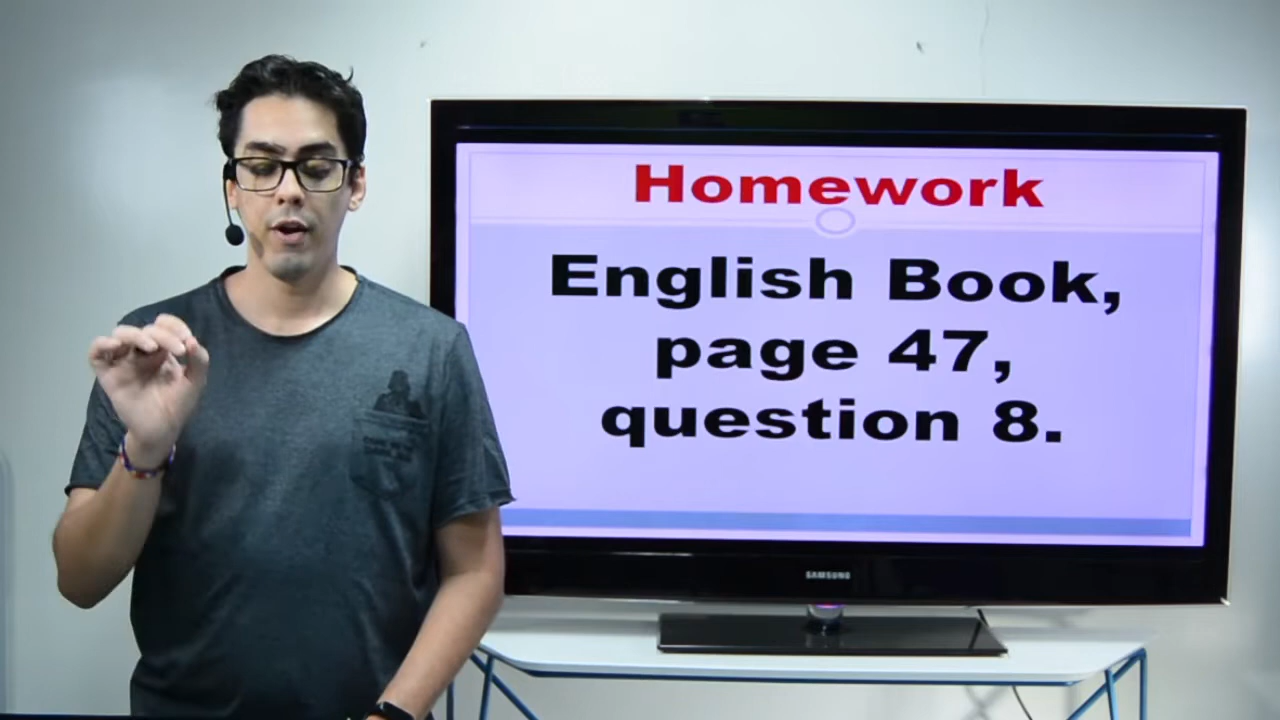 Homework
English Book,
page 47,
question 8.
SAMSUNG